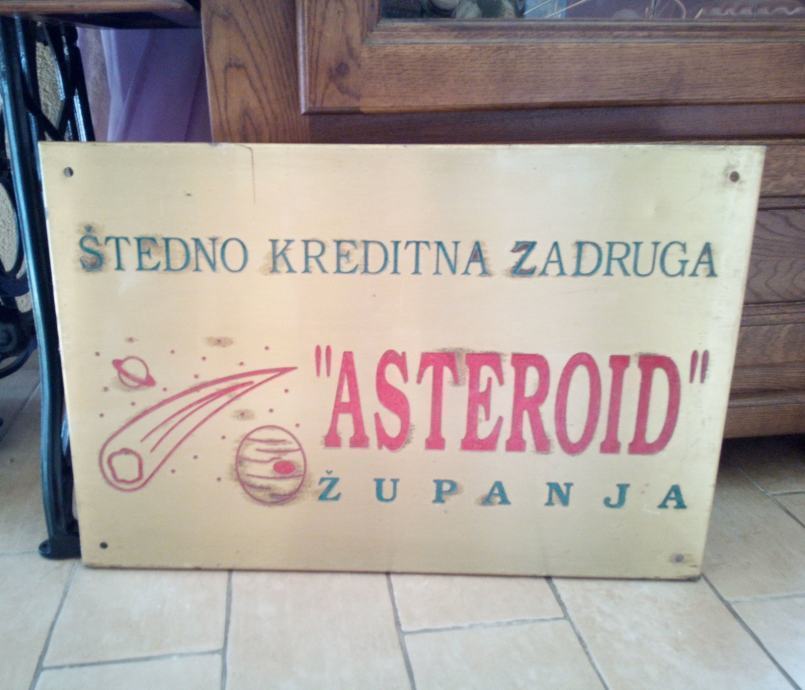 ŠTEDNO KREDITNA ZADRUGA
"ASTEROID"
ŽUPANJA